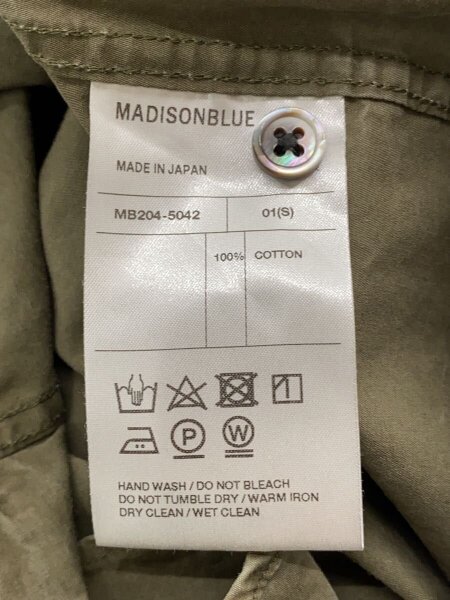 MADISONBLUE
MADE IN JAPAN
MB204-5042 01(S)
100% COTTON
P W
HAND WASH / DO NOT BLEACH
DO NOT TUMBLE DRY / WARM IRON
DRY CLEAN / WET CLEAN